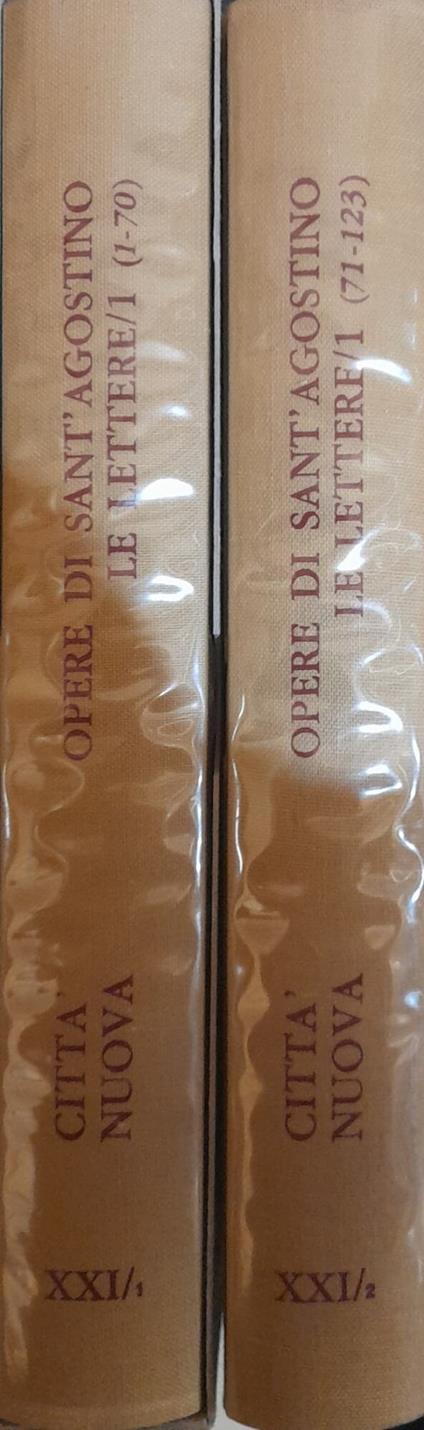 OPERE DI SANT'AGOSTINO
LE LETTERE/1 (1-70)
CITTA'
NUOVA
XXI/1
OPERE DI SANT'AGOSTINO
LE LETTERE/1 (71-123)
CITTA'
NUOVA
XXI/2